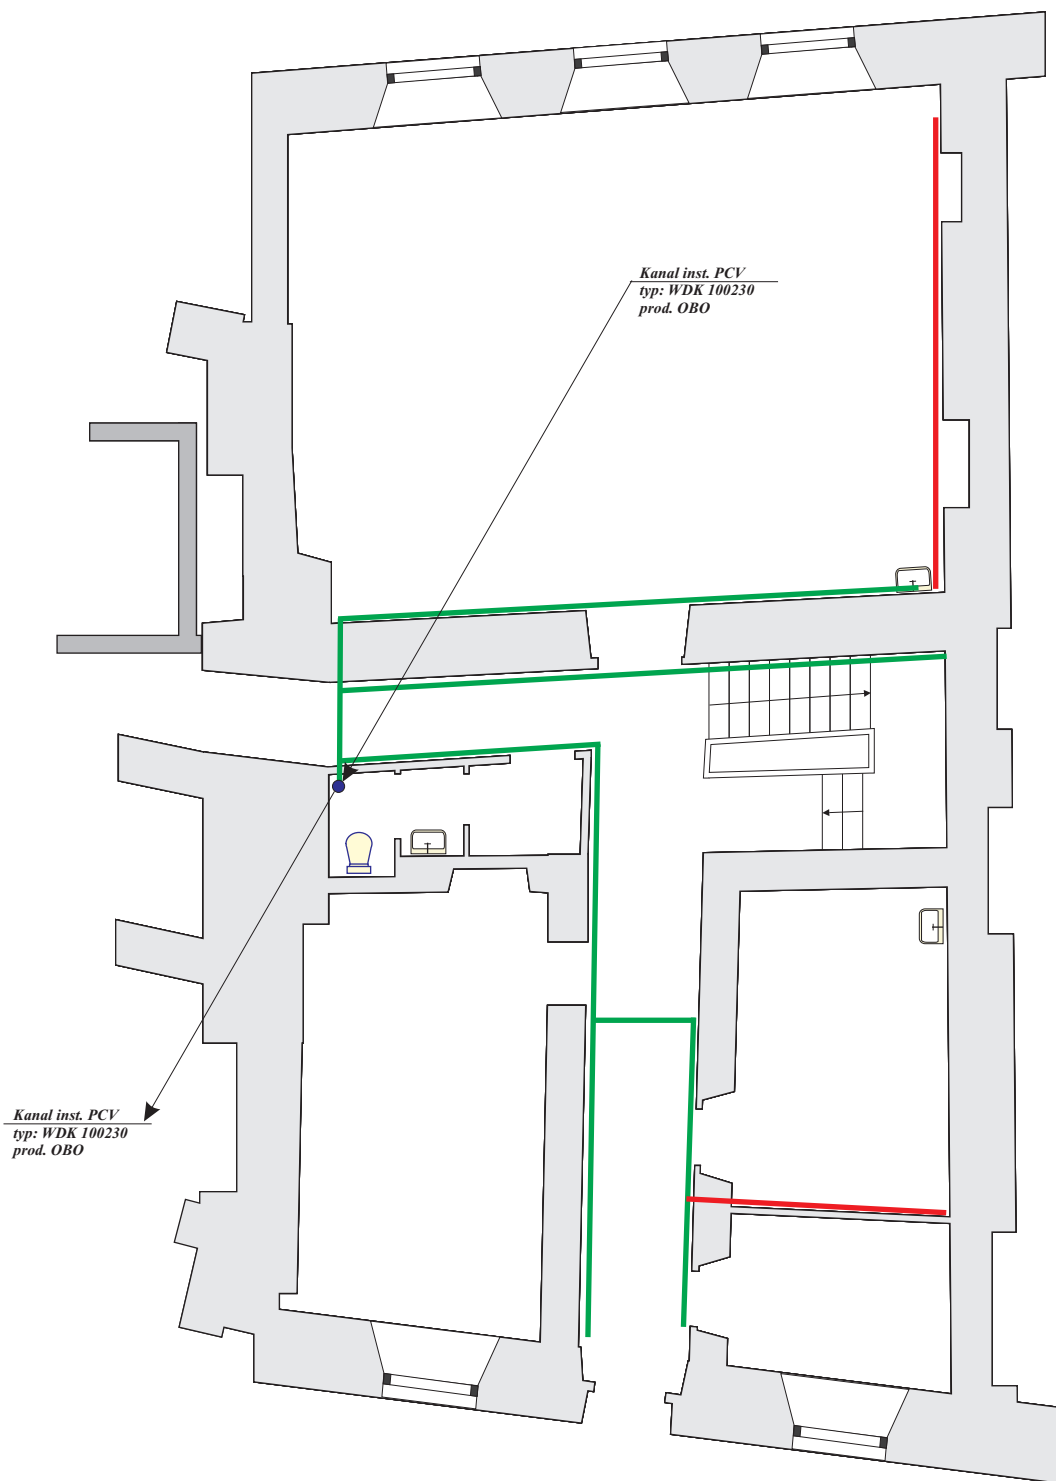 Kanal inst. PCV
typ: WDK 100230
prod. OBO
Kanal inst. PCV
typ: WDK 100230
prod. OBO